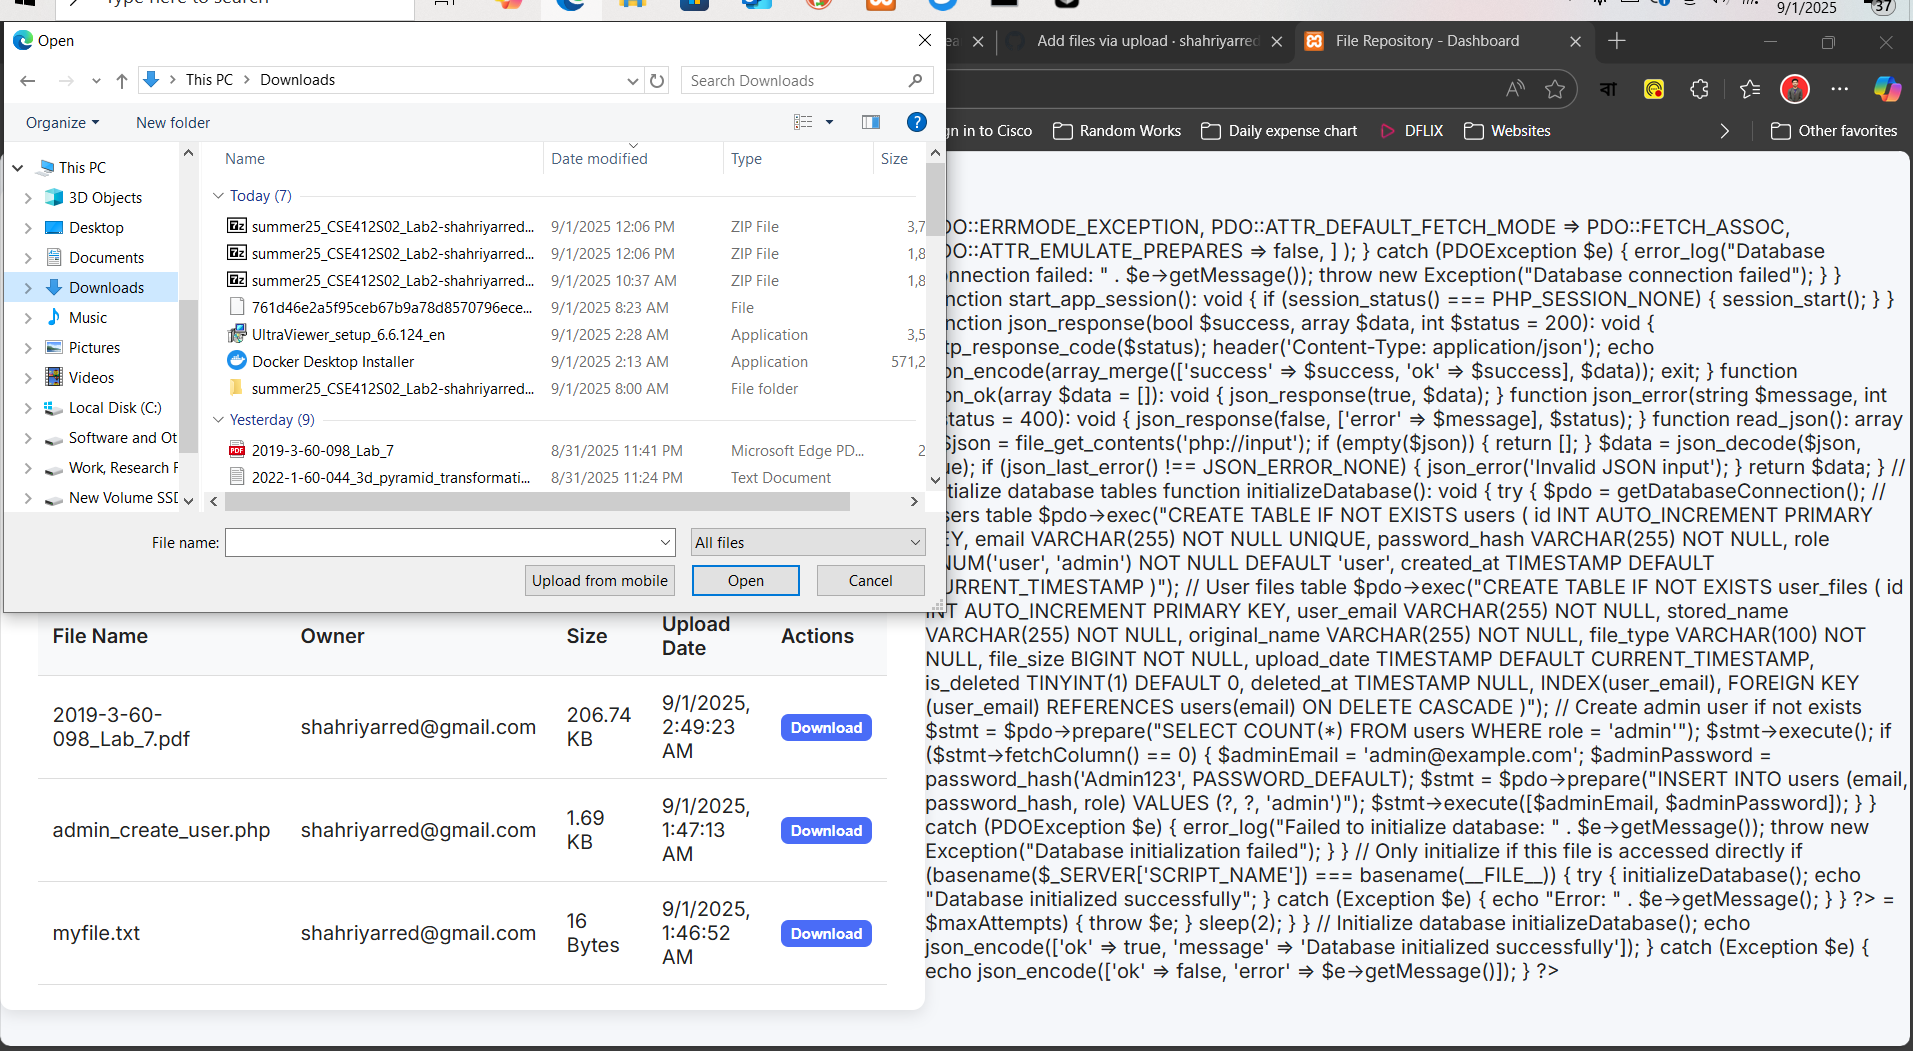 Type here to search
9/1/2025
37
Open
Add files via upload · shahriyarred
File Repository - Dashboard
This PC > Downloads
Search Downloads
Organize
New folder
gn in to Cisco
Random Works
Daily expense chart
DFLIX
Websites
Other favorites
Name
Date modified
Type
Size
This PC
3D Objects
Desktop
Documents
Downloads
Music
Pictures
Videos
Local Disk (C:)
Software and Ot
Work, Research F
New Volume SSD
Today (7)
summer25_CSE412S02_Lab2-shahriyarred... 9/1/2025 12:06 PM ZIP File 3,7
summer25_CSE412S02_Lab2-shahriyarred... 9/1/2025 12:06 PM ZIP File 1,8
summer25_CSE412S02_Lab2-shahriyarred... 9/1/2025 10:37 AM ZIP File 1,8
761d46e2a5f95ceb67b9a78d8570796ece... 9/1/2025 8:23 AM File
UltraViewer_setup_6.6.124_en 9/1/2025 2:28 AM Application 3,5
Docker Desktop Installer 9/1/2025 2:13 AM Application 571,2
summer25_CSE412S02_Lab2-shahriyarred... 9/1/2025 8:00 AM File folder
Yesterday (9)
2019-3-60-098_Lab_7 8/31/2025 11:41 PM Microsoft Edge PD... 2
2022-1-60-044_3d_pyramid_transformati... 8/31/2025 11:24 PM Text Document
File name:
All files
Upload from mobile
Open
Cancel
File Name
Owner
Size
Upload Date
Actions
2019-3-60-098_Lab_7.pdf
shahriyarred@gmail.com
206.74 KB
9/1/2025, 2:49:23 AM
Download
admin_create_user.php
shahriyarred@gmail.com
1.69 KB
9/1/2025, 1:47:13 AM
Download
myfile.txt
shahriyarred@gmail.com
16 Bytes
9/1/2025, 1:46:52 AM
Download
DO::ERRMODE_EXCEPTION, PDO::ATTR_DEFAULT_FETCH_MODE => PDO::FETCH_ASSOC,
DO::ATTR_EMULATE_PREPARES => false, ] ); } catch (PDOException $e) { error_log("Database
nnection failed: " . $e->getMessage()); throw new Exception("Database connection failed"); } }
nction start_app_session(): void { if (session_status() === PHP_SESSION_NONE) { session_start(); } }
nction json_response(bool $success, array $data, int $status = 200): void {
tp_response_code($status); header('Content-Type: application/json'); echo
on_encode(array_merge(['success' => $success, 'ok' => $success], $data)); exit; } function
on_ok(array $data = []): void { json_response(true, $data); } function json_error(string $message, int
tatus = 400): void { json_response(false, ['error' => $message], $status); } function read_json(): array
$json = file_get_contents('php://input'); if (empty($json)) { return []; } $data = json_decode($json,
ue); if (json_last_error() !== JSON_ERROR_NONE) { json_error('Invalid JSON input'); } return $data; } //
itialize database tables function initializeDatabase(): void { try { $pdo = getDatabaseConnection(); //
sers table $pdo->exec("CREATE TABLE IF NOT EXISTS users ( id INT AUTO_INCREMENT PRIMARY
EY, email VARCHAR(255) NOT NULL UNIQUE, password_hash VARCHAR(255) NOT NULL, role
NUM('user', 'admin') NOT NULL DEFAULT 'user', created_at TIMESTAMP DEFAULT
URRENT_TIMESTAMP )"); // User files table $pdo->exec("CREATE TABLE IF NOT EXISTS user_files ( id
INT AUTO_INCREMENT PRIMARY KEY, user_email VARCHAR(255) NOT NULL, stored_name
VARCHAR(255) NOT NULL, original_name VARCHAR(255) NOT NULL, file_type VARCHAR(100) NOT
NULL, file_size BIGINT NOT NULL, upload_date TIMESTAMP DEFAULT CURRENT_TIMESTAMP,
is_deleted TINYINT(1) DEFAULT 0, deleted_at TIMESTAMP NULL, INDEX(user_email), FOREIGN KEY
(user_email) REFERENCES users(email) ON DELETE CASCADE )"); // Create admin user if not exists
$stmt = $pdo->prepare("SELECT COUNT(*) FROM users WHERE role = 'admin'"); $stmt->execute(); if
($stmt->fetchColumn() == 0) { $adminEmail = 'admin@example.com'; $adminPassword =
password_hash('Admin123', PASSWORD_DEFAULT); $stmt = $pdo->prepare("INSERT INTO users (email,
password_hash, role) VALUES (?, ?, 'admin')"); $stmt->execute([$adminEmail, $adminPassword]); } }
catch (PDOException $e) { error_log("Failed to initialize database: " . $e->getMessage()); throw new
Exception("Database initialization failed"); } } // Only initialize if this file is accessed directly if
(basename($_SERVER['SCRIPT_NAME']) === basename(__FILE__)) { try { initializeDatabase(); echo
"Database initialized successfully"; } catch (Exception $e) { echo "Error: " . $e->getMessage(); } } ?> =
$maxAttempts) { throw $e; } sleep(2); } } // Initialize database initializeDatabase(); echo
json_encode(['ok' => true, 'message' => 'Database initialized successfully']); } catch (Exception $e) {
echo json_encode(['ok' => false, 'error' => $e->getMessage()]); } ?>